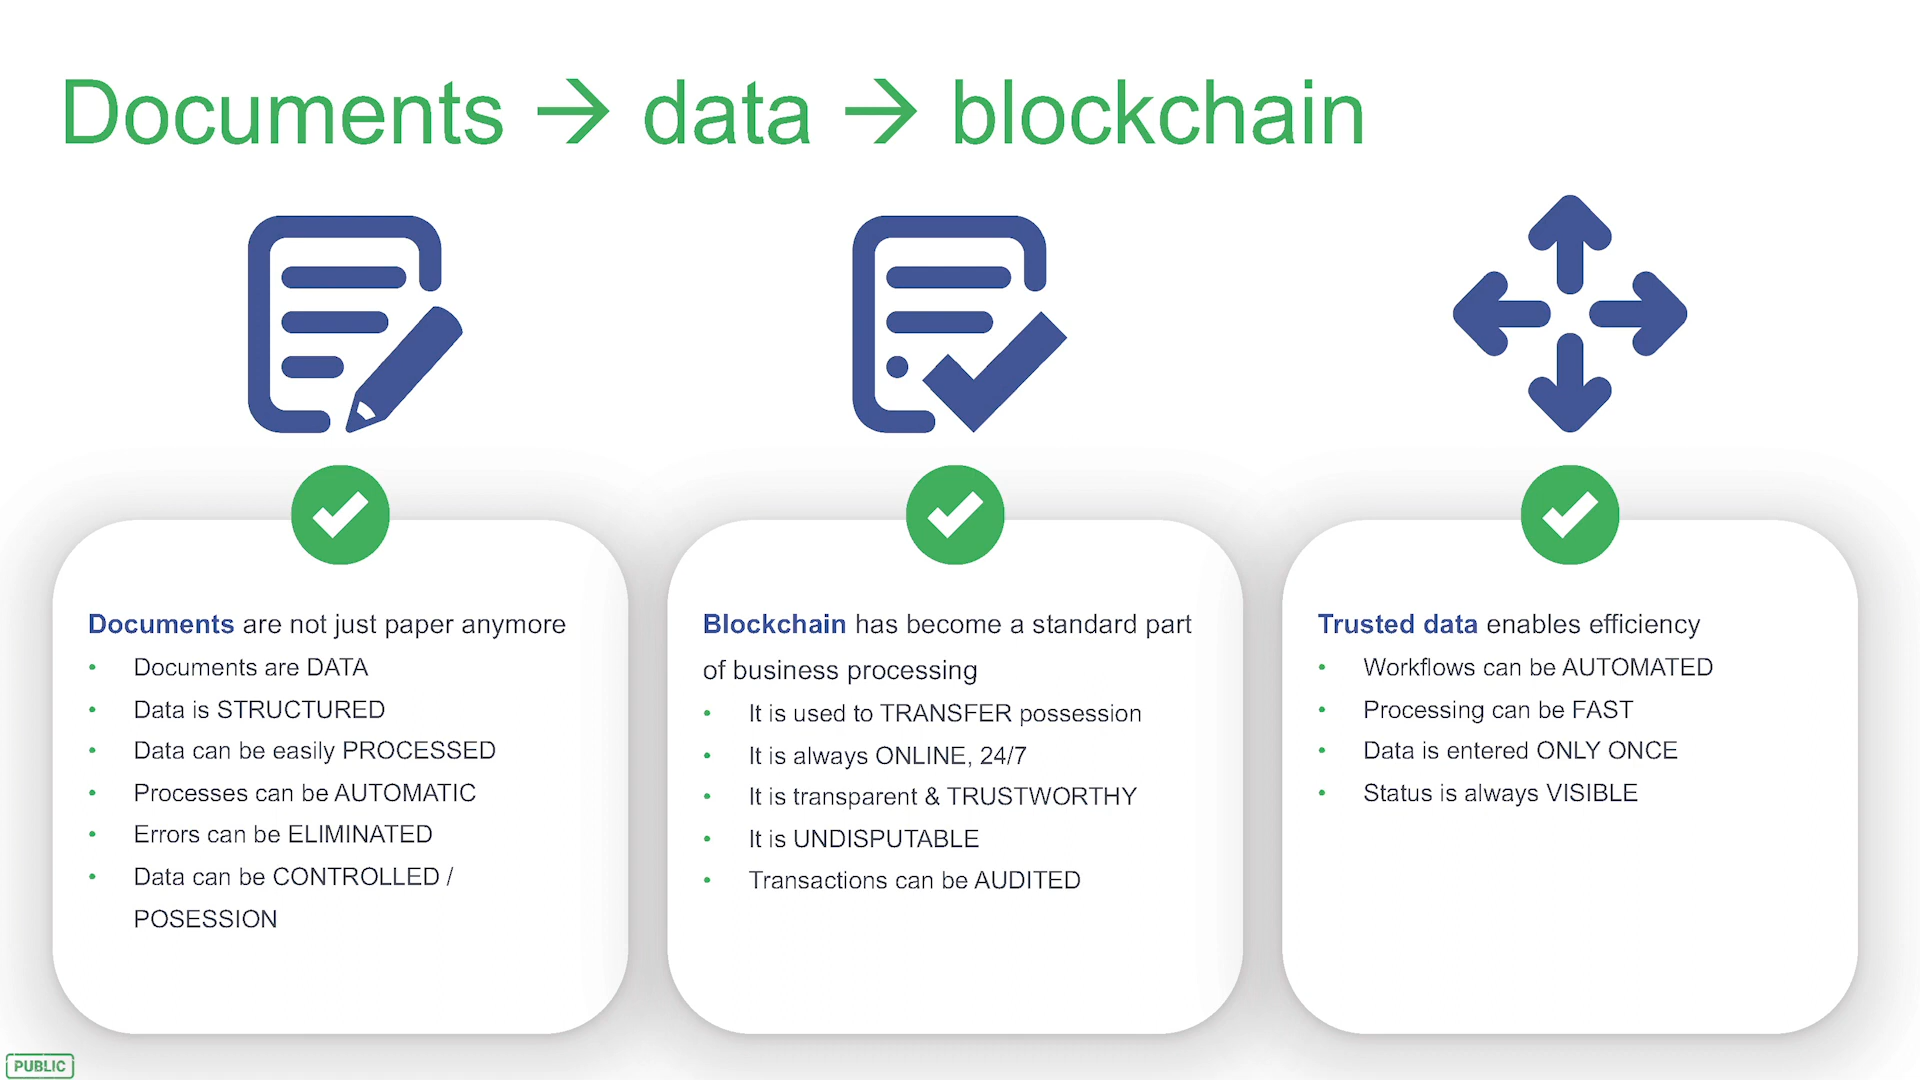 Documents → data → blockchain
Documents are not just paper anymore
• Documents are DATA
• Data is STRUCTURED
• Data can be easily PROCESSED
• Processes can be AUTOMATIC
• Errors can be ELIMINATED
• Data can be CONTROLLED /
POSESSION
Blockchain has become a standard part
of business processing
• It is used to TRANSFER possession
• It is always ONLINE, 24/7
• It is transparent & TRUSTWORTHY
• It is UNDISPUTABLE
• Transactions can be AUDITED
Trusted data enables efficiency
• Workflows can be AUTOMATED
• Processing can be FAST
• Data is entered ONLY ONCE
• Status is always VISIBLE
PUBLIC